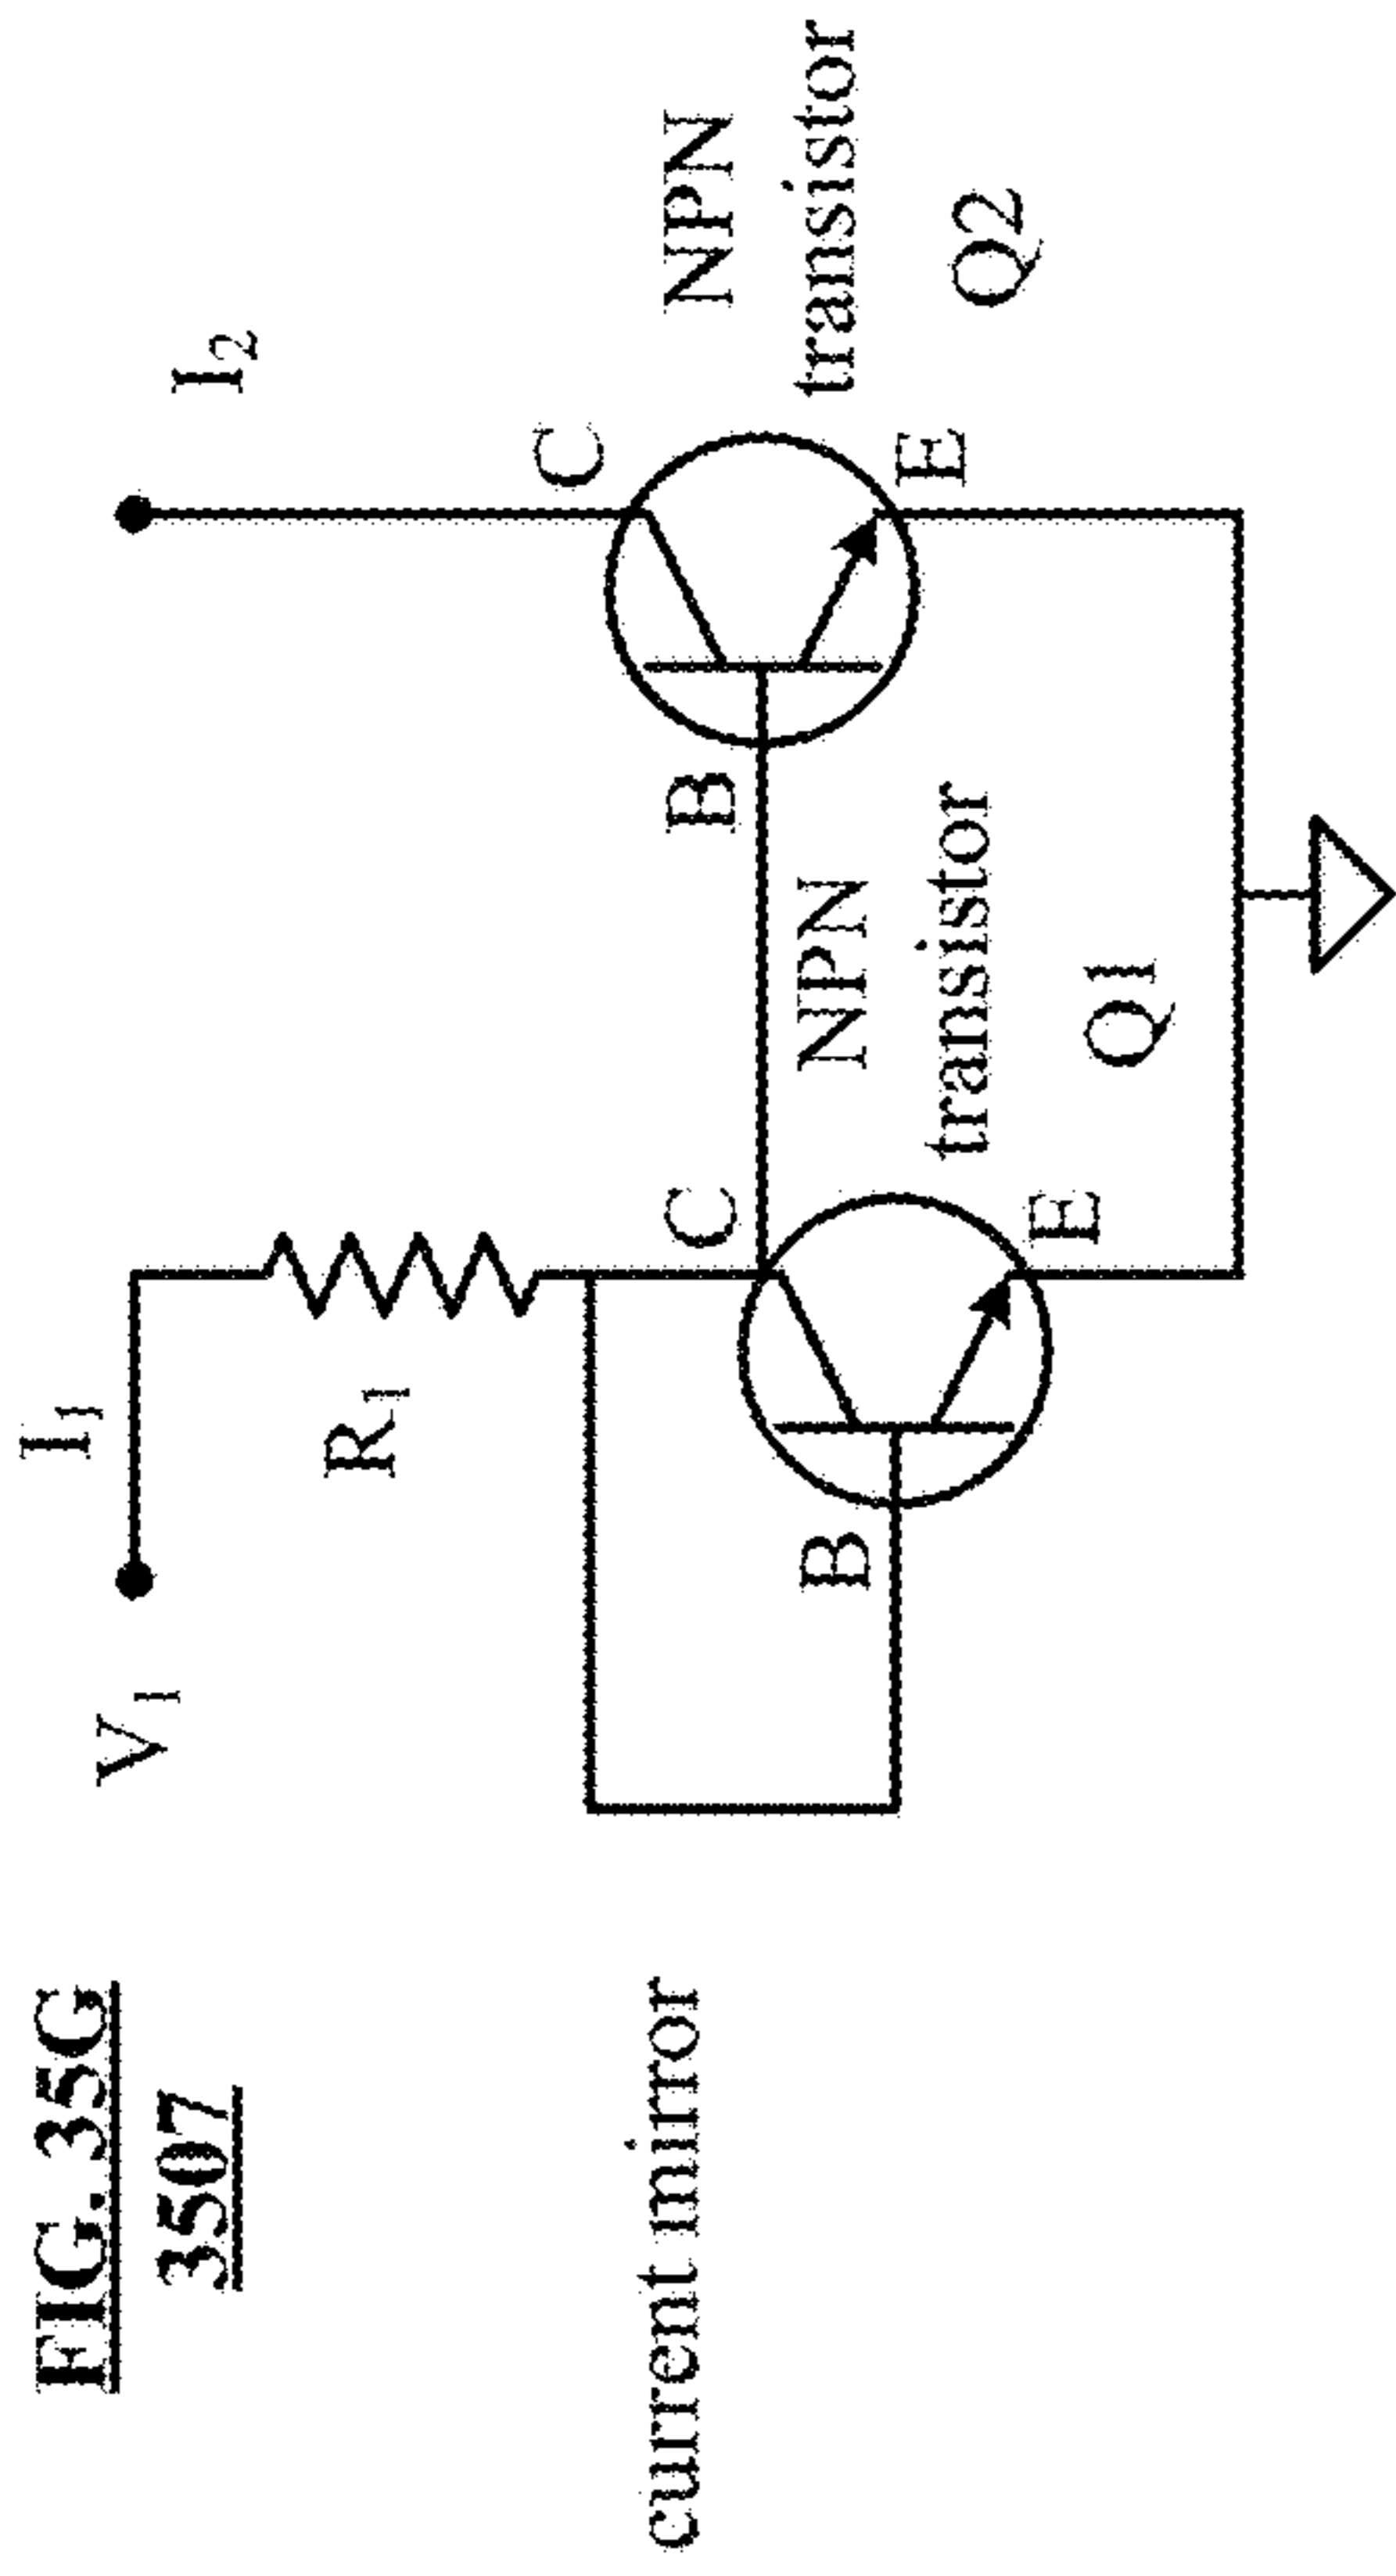 FIG. 35G
3507
current mirror
V₁
I₁
R₁
B
C
E
NPN
transistor
Q1
I₂
B
C
E
NPN
transistor
Q2